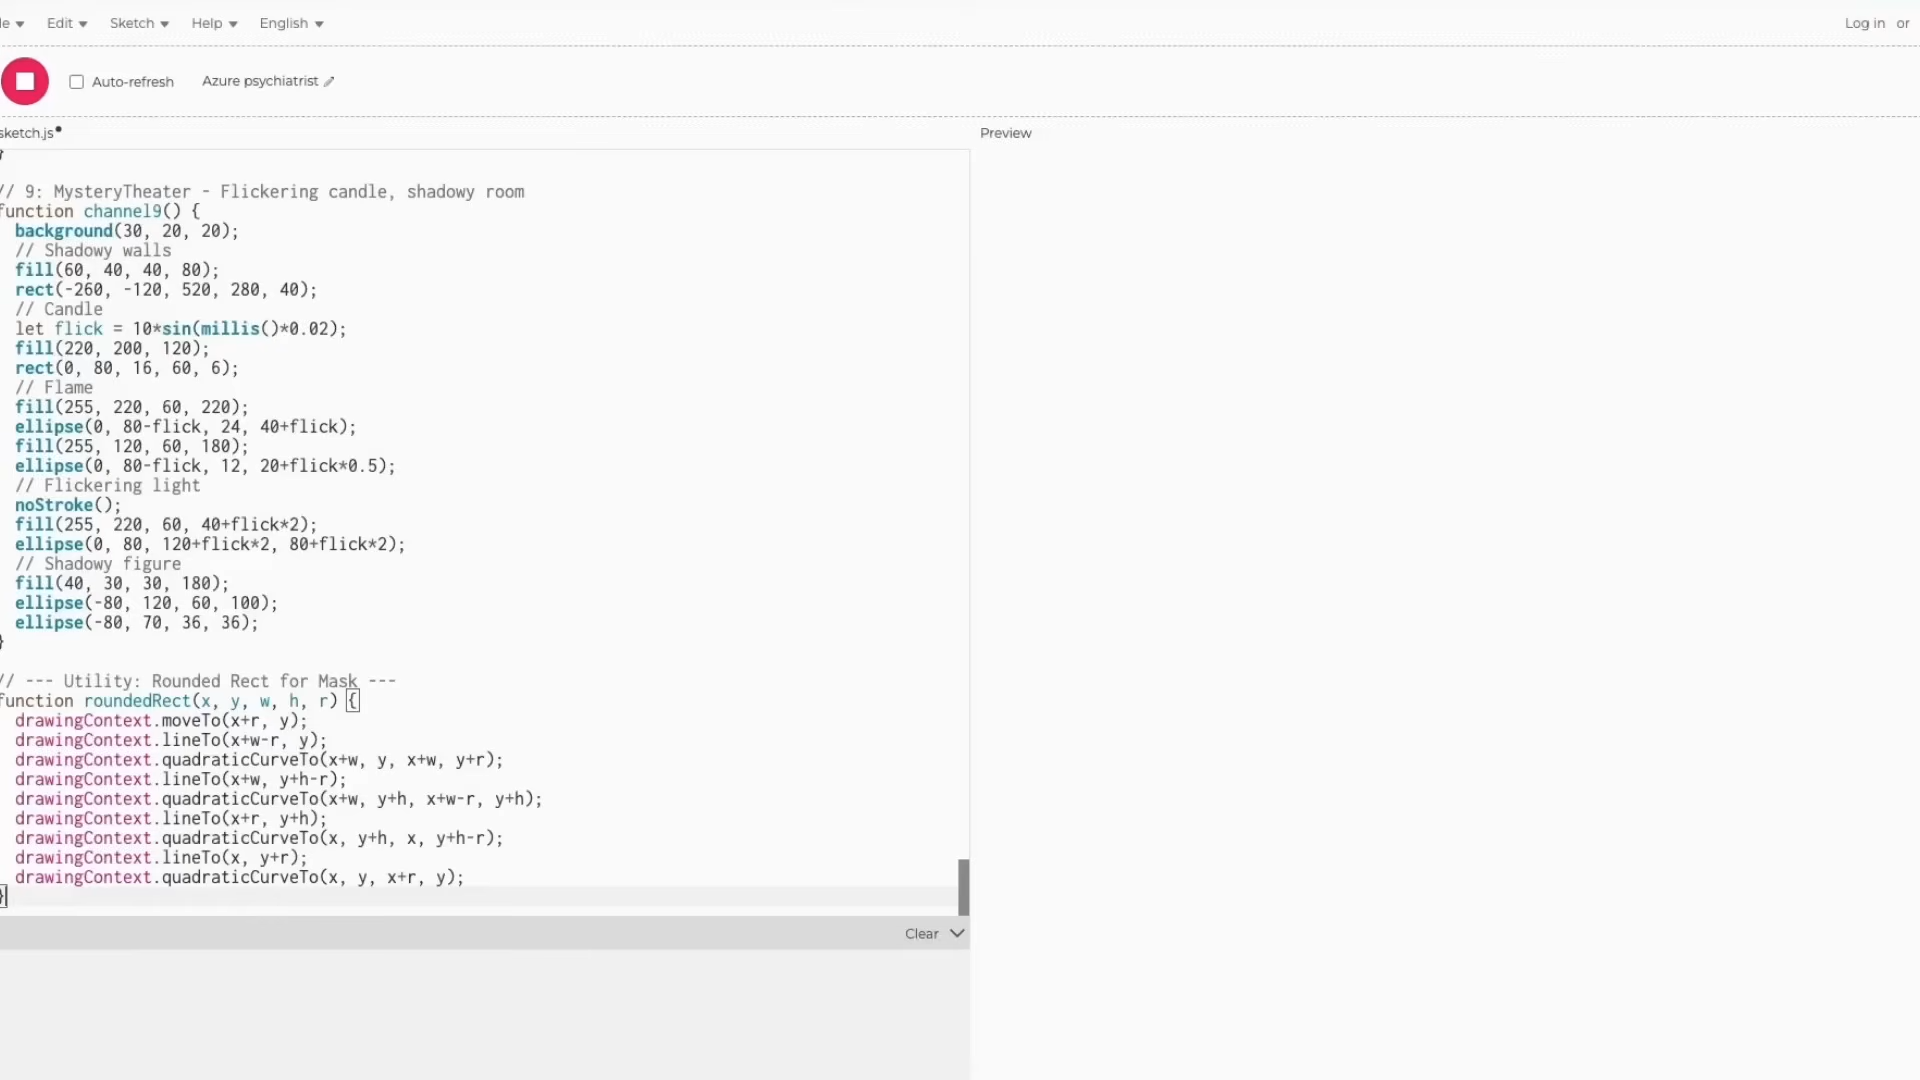 le Edit Sketch Help English Log in or
Auto-refresh Azure psychiatrist
sketch.js
Preview
}
// 9: MysteryTheater - Flickering candle, shadowy room
function channel9() {
background(30, 20, 20);
// Shadowy walls
fill(60, 40, 40, 80);
rect(-260, -120, 520, 280, 40);
// Candle
let flick = 10*sin(millis()*0.02);
fill(220, 200, 120);
rect(0, 80, 16, 60, 6);
// Flame
fill(255, 220, 60, 220);
ellipse(0, 80-flick, 24, 40+flick);
fill(255, 120, 60, 180);
ellipse(0, 80-flick, 12, 20+flick*0.5);
// Flickering light
noStroke();
fill(255, 220, 60, 40+flick*2);
ellipse(0, 80, 120+flick*2, 80+flick*2);
// Shadowy figure
fill(40, 30, 30, 180);
ellipse(-80, 120, 60, 100);
ellipse(-80, 70, 36, 36);
}
// --- Utility: Rounded Rect for Mask ---
function roundedRect(x, y, w, h, r) {
drawingContext.moveTo(x+r, y);
drawingContext.lineTo(x+w-r, y);
drawingContext.quadraticCurveTo(x+w, y, x+w, y+r);
drawingContext.lineTo(x+w, y+h-r);
drawingContext.quadraticCurveTo(x+w, y+h, x+w-r, y+h);
drawingContext.lineTo(x+r, y+h);
drawingContext.quadraticCurveTo(x, y+h, x, y+h-r);
drawingContext.lineTo(x, y+r);
drawingContext.quadraticCurveTo(x, y, x+r, y);
}
Clear